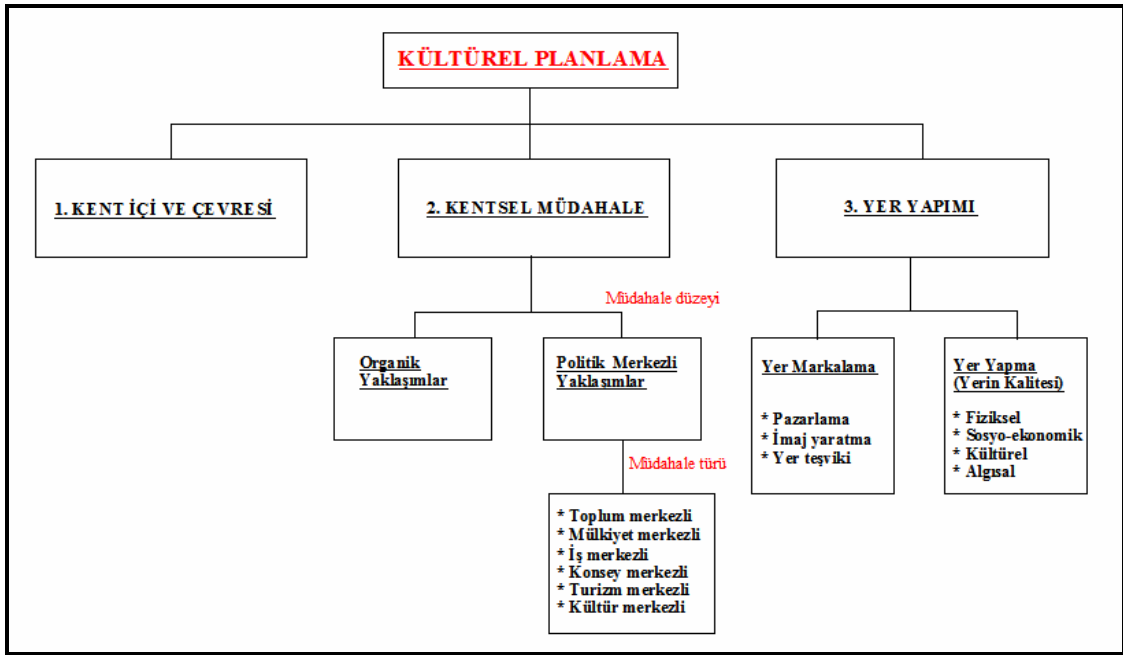 KÜLTÜREL PLANLAMA
1. KENT İÇİ VE ÇEVRESİ
2. KENTSEL MÜDAHALE
3. YER YAPIMI
Müdahale düzeyi
Organik
Yaklaşımlar
Politik Merkezli
Yaklaşımlar
Yer Markalama
* Pazarlama
* İmaj yaratma
* Yer teşviki
Yer Yapma
(Yerin Kalitesi)
* Fiziksel
* Sosyo-ekonomik
* Kültürel
* Algısal
Müdahale türü
* Toplum merkezli
* Mülkiyet merkezli
* İş merkezli
* Konsey merkezli
* Turizm merkezli
* Kültür merkezli